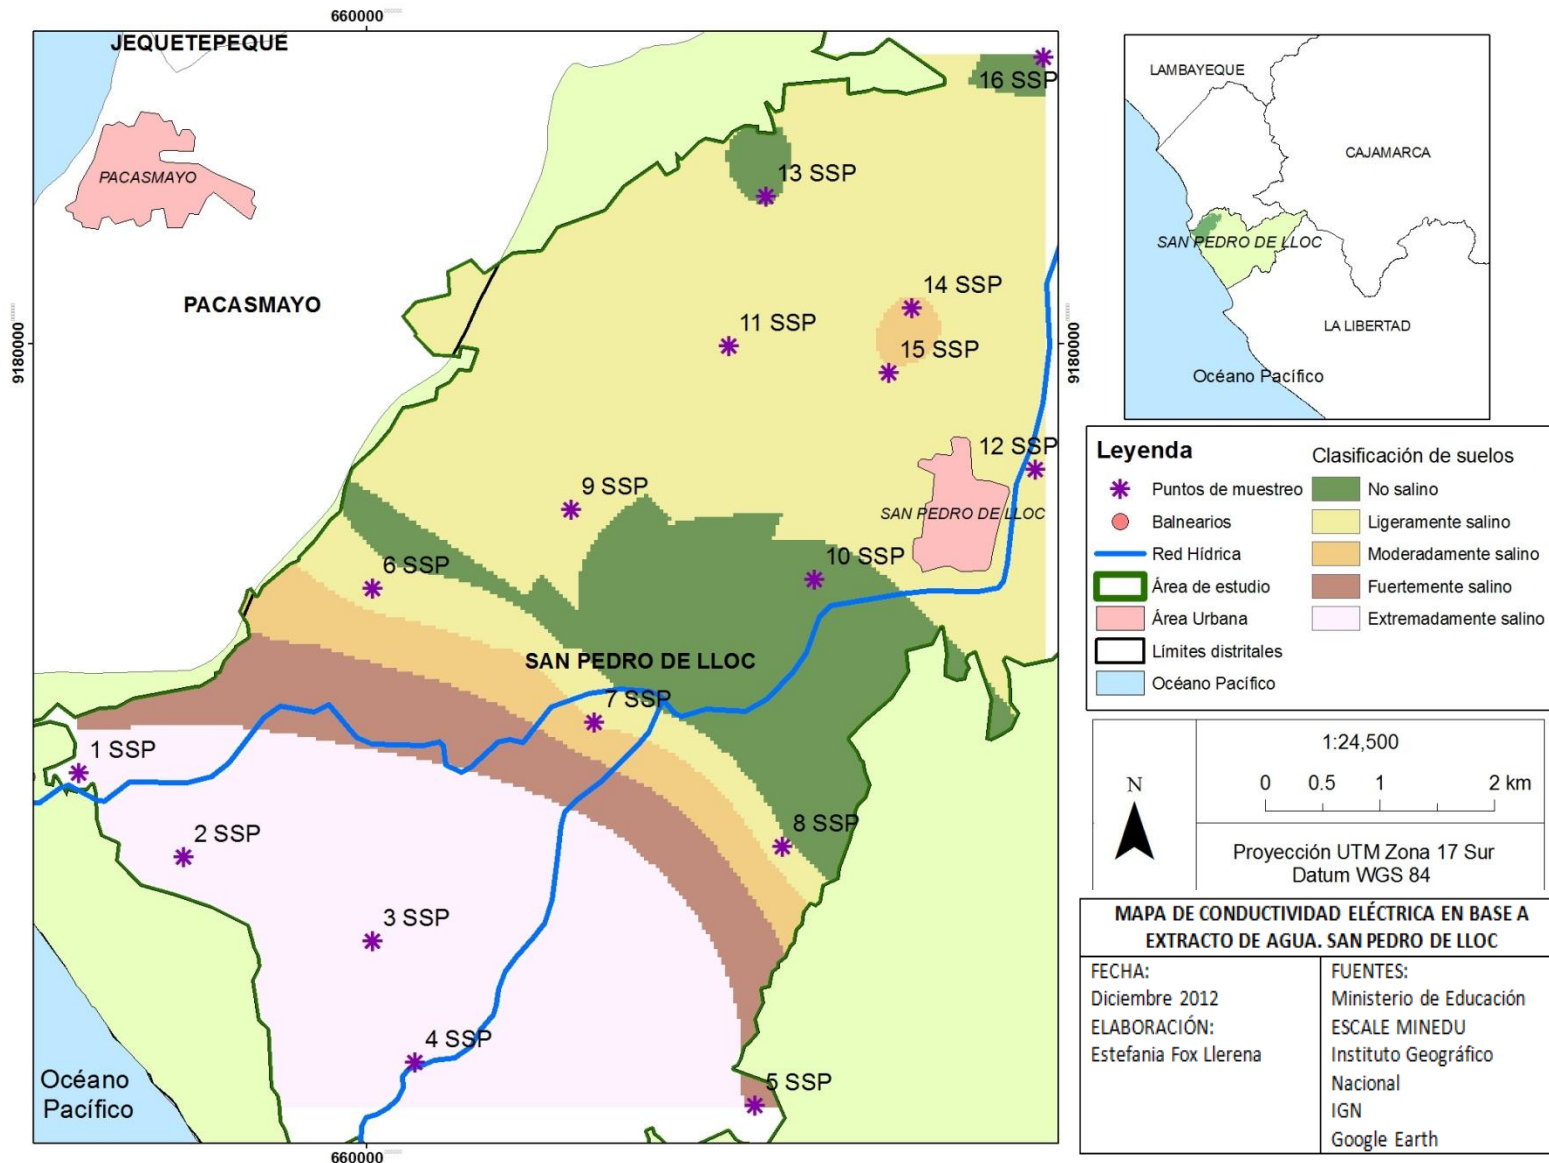 660000
JEQUETEPEQUE
16 SSP
PACASMAYO
13 SSP
PACASMAYO
14 SSP
11 SSP
15 SSP
9180000
9180000
12 SSP
9 SSP
SAN PEDRO DE LLOC
10 SSP
6 SSP
SAN PEDRO DE LLOC
7 SSP
1 SSP
8 SSP
2 SSP
3 SSP
4 SSP
5 SSP
Océano
Pacífico
660000
LAMBAYEQUE
CAJAMARCA
SAN PEDRO DE LLOC
LA LIBERTAD
Océano Pacífico
Leyenda
Puntos de muestreo
Balnearios
Red Hídrica
Área de estudio
Área Urbana
Límites distritales
Océano Pacífico
Clasificación de suelos
No salino
Ligeramente salino
Moderadamente salino
Fuertemente salino
Extremadamente salino
N
1:24,500
0 0.5 1 2 km
Proyección UTM Zona 17 Sur
Datum WGS 84
MAPA DE CONDUCTIVIDAD ELÉCTRICA EN BASE A
EXTRACTO DE AGUA. SAN PEDRO DE LLOC
FECHA:
Diciembre 2012
ELABORACIÓN:
Estefania Fox Llerena
FUENTES:
Ministerio de Educación
ESCALE MINEDU
Instituto Geográfico
Nacional
IGN
Google Earth